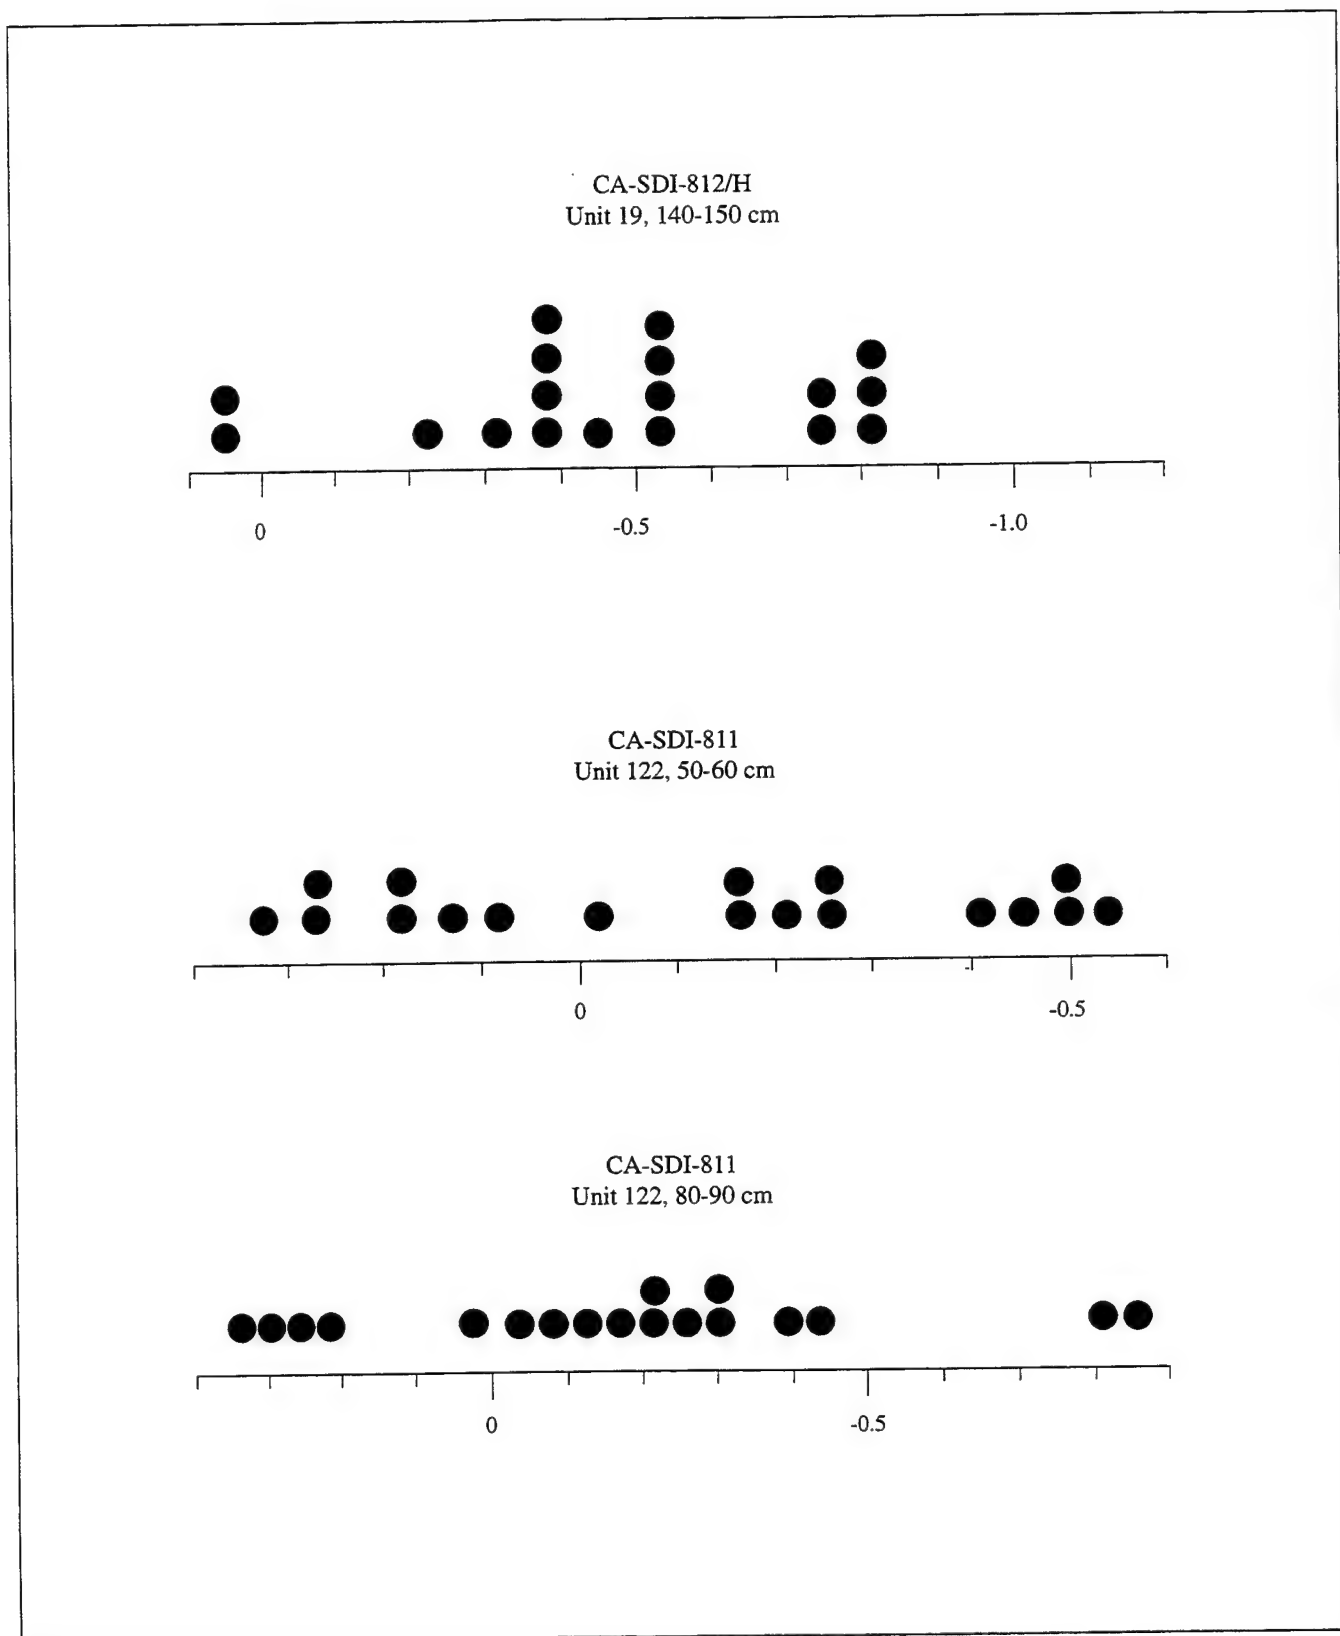 CA-SDI-812/H
Unit 19, 140-150 cm
0 -0.5 -1.0
CA-SDI-811
Unit 122, 50-60 cm
0 -0.5
CA-SDI-811
Unit 122, 80-90 cm
0 -0.5